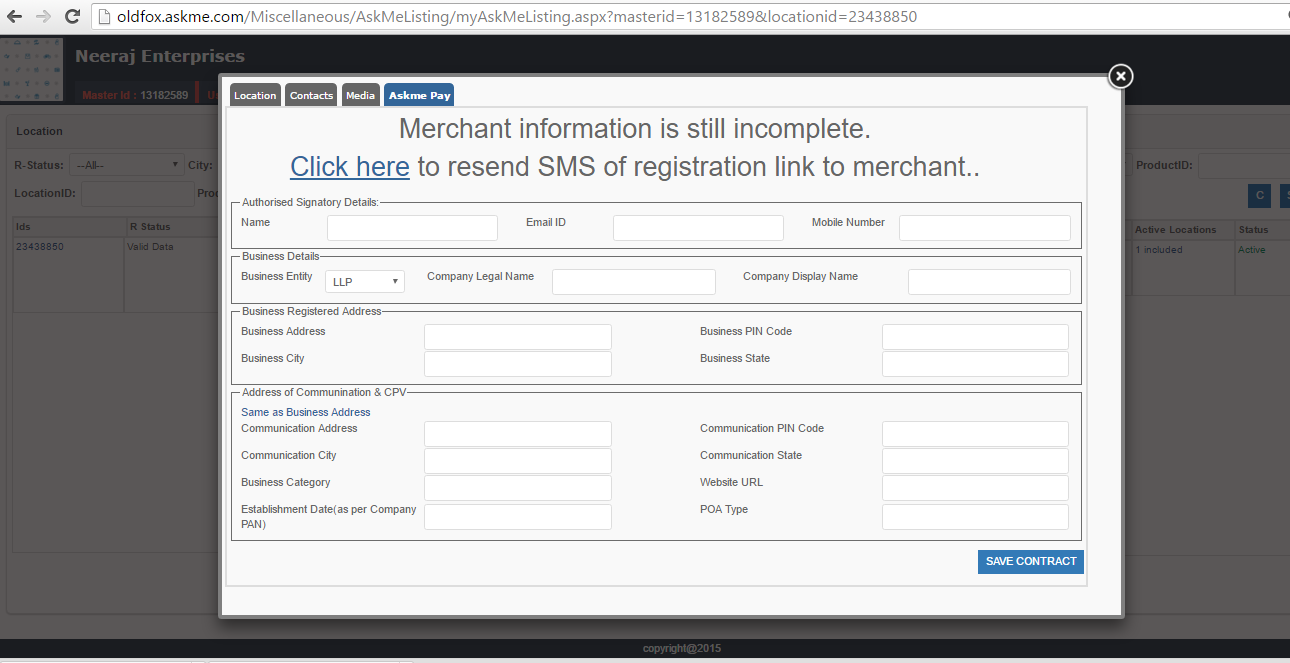 oldfox.askme.com/Miscellaneous/AskMeListing/myAskMeListing.aspx?masterid=13182589&locationid=23438850
Neeraj Enterprises
Master Id : 13182589
Location Contacts Media Askme Pay
Location
Merchant information is still incomplete.
Click here to resend SMS of registration link to merchant..
R-Status: --All-- City: ProductID:
LocationID: C
Authorised Signatory Details:
Name Email ID Mobile Number
Ids R Status Active Locations Status
23438850 Valid Data 1 included Active
Business Details
Business Entity LLP Company Legal Name Company Display Name
Business Registered Address
Business Address Business PIN Code
Business City Business State
Address of Communination & CPV
Same as Business Address
Communication Address Communication PIN Code
Communication City Communication State
Business Category Website URL
Establishment Date(as per Company PAN) POA Type
SAVE CONTRACT
copyright@2015